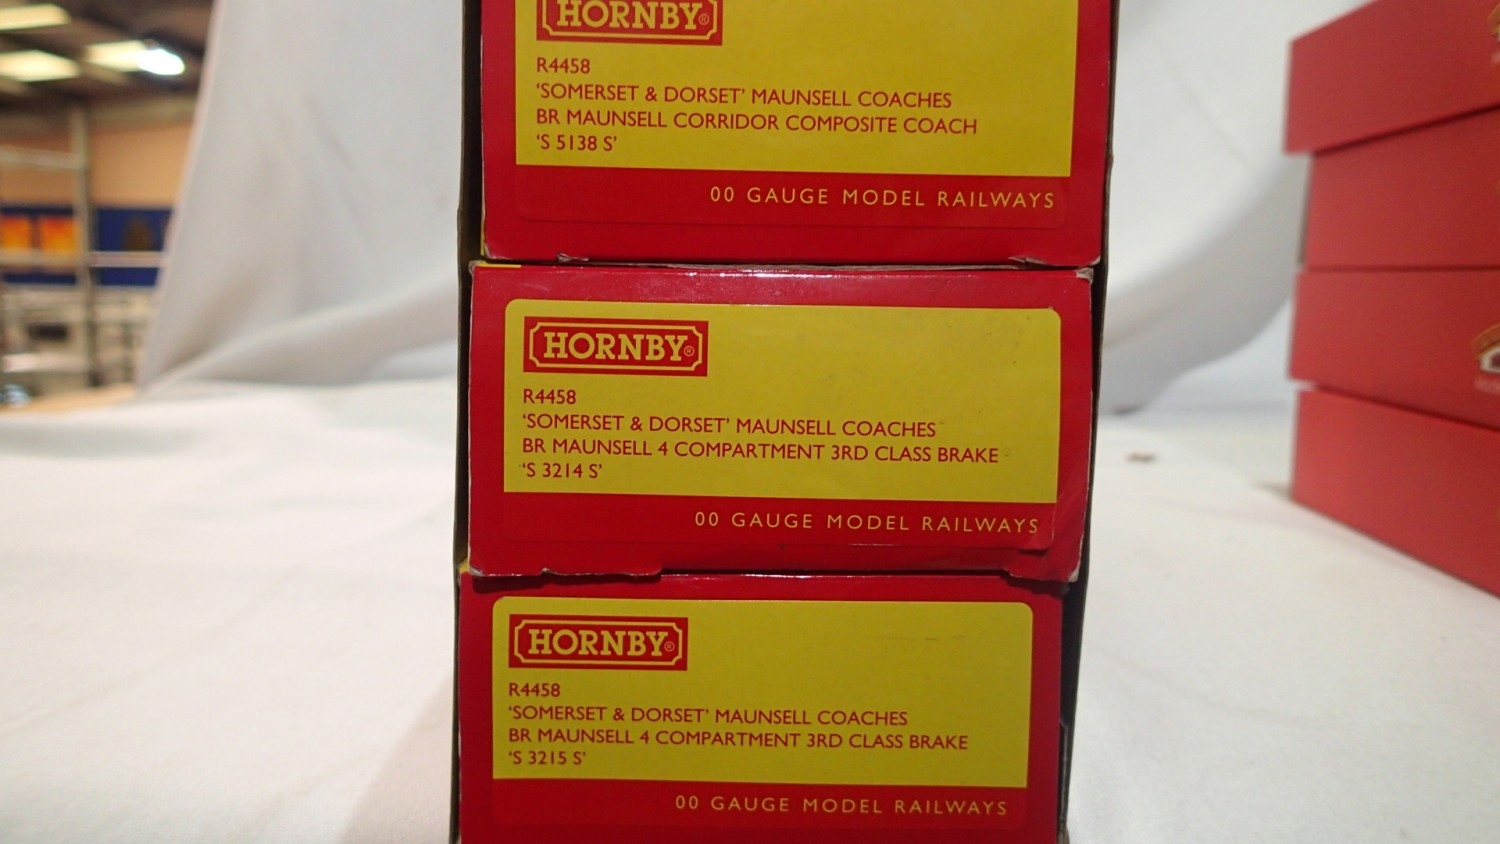 HORNBY®
R4458
‘SOMERSET & DORSET’ MAUNSELL COACHES
BR MAUNSELL CORRIDOR COMPOSITE COACH
‘S 5138 S’
00 GAUGE MODEL RAILWAYS
HORNBY®
R4458
‘SOMERSET & DORSET’ MAUNSELL COACHES
BR MAUNSELL 4 COMPARTMENT 3RD CLASS BRAKE
‘S 3214 S’
00 GAUGE MODEL RAILWAYS
HORNBY®
R4458
‘SOMERSET & DORSET’ MAUNSELL COACHES
BR MAUNSELL 4 COMPARTMENT 3RD CLASS BRAKE
‘S 3215 S’
00 GAUGE MODEL RAILWAYS